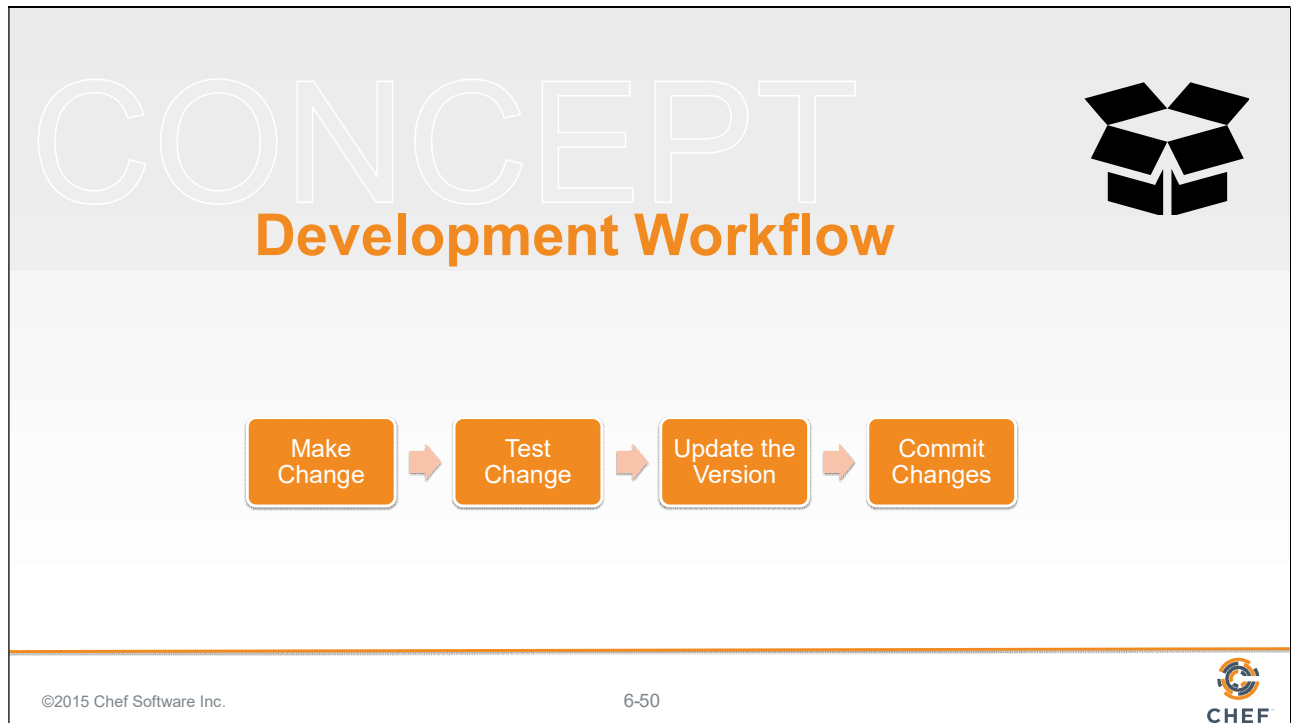 CONCEPT
Development Workflow
Make
Change
Test
Change
Update the
Version
Commit
Changes
©2015 Chef Software Inc.
6-50
CHEF